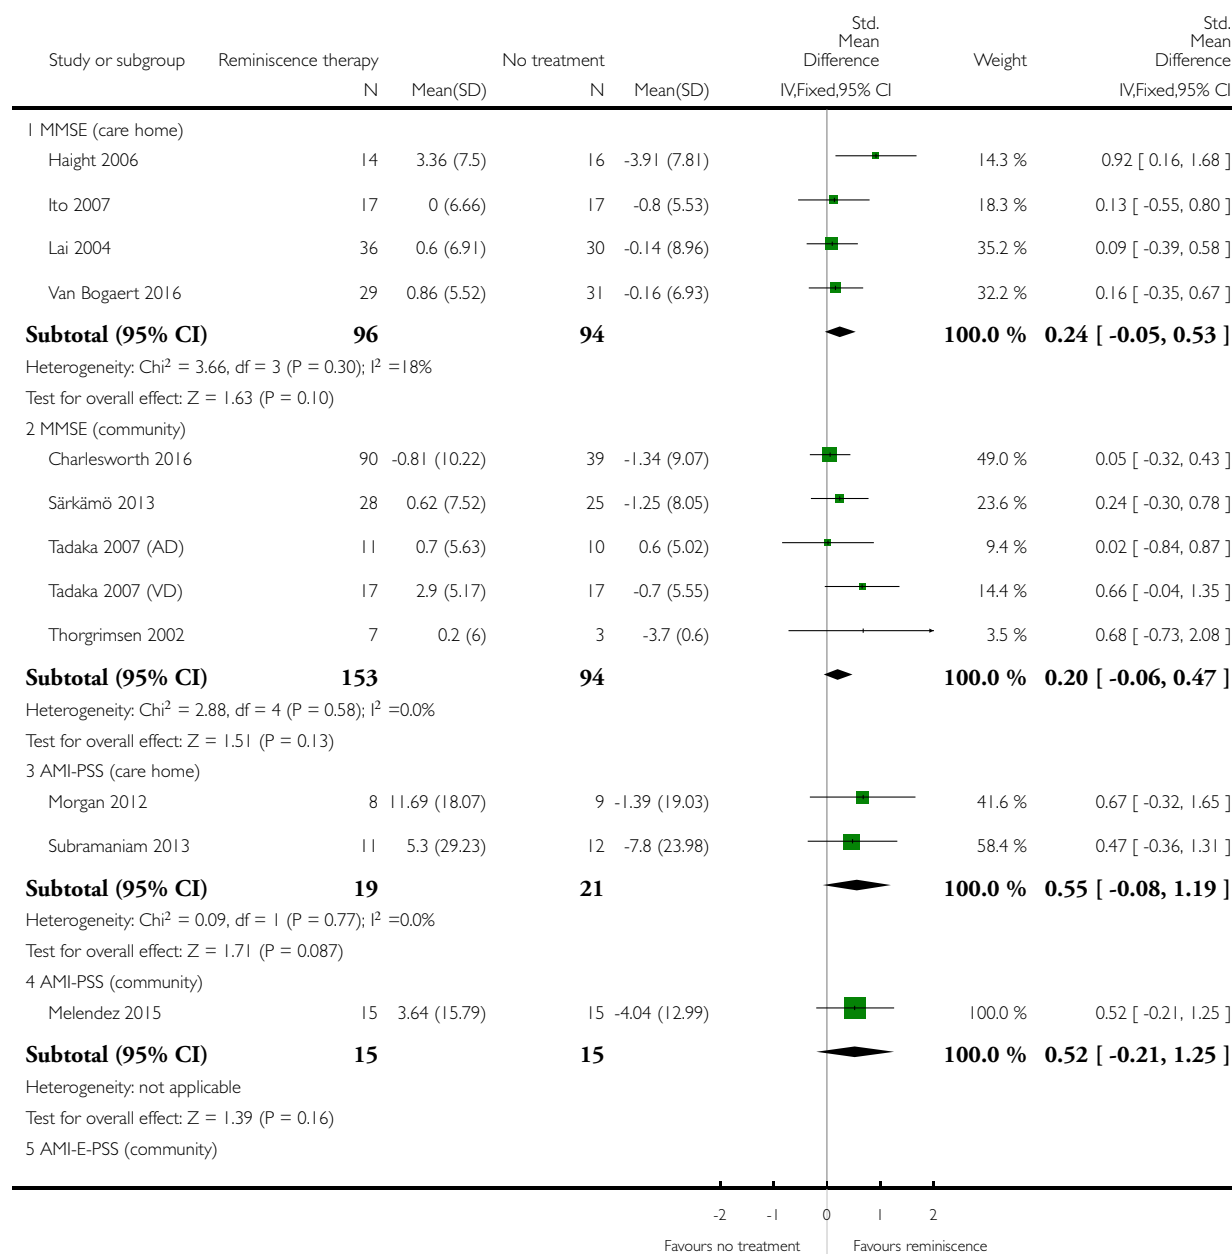 Std. Mean Difference Std. Mean Difference
Study or subgroup Reminiscence therapy No treatment Weight
N Mean(SD) N Mean(SD) IV,Fixed,95% CI IV,Fixed,95% CI
1 MMSE (care home)
Haight 2006 14 3.36 (7.5) 16 -3.91 (7.81) 14.3 % 0.92 [ 0.16, 1.68 ]
Ito 2007 17 0 (6.66) 17 -0.8 (5.53) 18.3 % 0.13 [ -0.55, 0.80 ]
Lai 2004 36 0.6 (6.91) 30 -0.14 (8.96) 35.2 % 0.09 [ -0.39, 0.58 ]
Van Bogaert 2016 29 0.86 (5.52) 31 -0.16 (6.93) 32.2 % 0.16 [ -0.35, 0.67 ]
Subtotal (95% CI) 96 94 100.0 % 0.24 [ -0.05, 0.53 ]
Heterogeneity: Chi² = 3.66, df = 3 (P = 0.30); I² =18%
Test for overall effect: Z = 1.63 (P = 0.10)
2 MMSE (community)
Charlesworth 2016 90 -0.81 (10.22) 39 -1.34 (9.07) 49.0 % 0.05 [ -0.32, 0.43 ]
Särkämö 2013 28 0.62 (7.52) 25 -1.25 (8.05) 23.6 % 0.24 [ -0.30, 0.78 ]
Tadaka 2007 (AD) 11 0.7 (5.63) 10 0.6 (5.02) 9.4 % 0.02 [ -0.84, 0.87 ]
Tadaka 2007 (VD) 17 2.9 (5.17) 17 -0.7 (5.55) 14.4 % 0.66 [ -0.04, 1.35 ]
Thorgrimsen 2002 7 0.2 (6) 3 -3.7 (0.6) 3.5 % 0.68 [ -0.73, 2.08 ]
Subtotal (95% CI) 153 94 100.0 % 0.20 [ -0.06, 0.47 ]
Heterogeneity: Chi² = 2.88, df = 4 (P = 0.58); I² =0.0%
Test for overall effect: Z = 1.51 (P = 0.13)
3 AMI-PSS (care home)
Morgan 2012 8 11.69 (18.07) 9 -1.39 (19.03) 41.6 % 0.67 [ -0.32, 1.65 ]
Subramaniam 2013 11 5.3 (29.23) 12 -7.8 (23.98) 58.4 % 0.47 [ -0.36, 1.31 ]
Subtotal (95% CI) 19 21 100.0 % 0.55 [ -0.08, 1.19 ]
Heterogeneity: Chi² = 0.09, df = 1 (P = 0.77); I² =0.0%
Test for overall effect: Z = 1.71 (P = 0.087)
4 AMI-PSS (community)
Melendez 2015 15 3.64 (15.79) 15 -4.04 (12.99) 100.0 % 0.52 [ -0.21, 1.25 ]
Subtotal (95% CI) 15 15 100.0 % 0.52 [ -0.21, 1.25 ]
Heterogeneity: not applicable
Test for overall effect: Z = 1.39 (P = 0.16)
5 AMI-E-PSS (community)
-2 -1 0 1 2
Favours no treatment Favours reminiscence